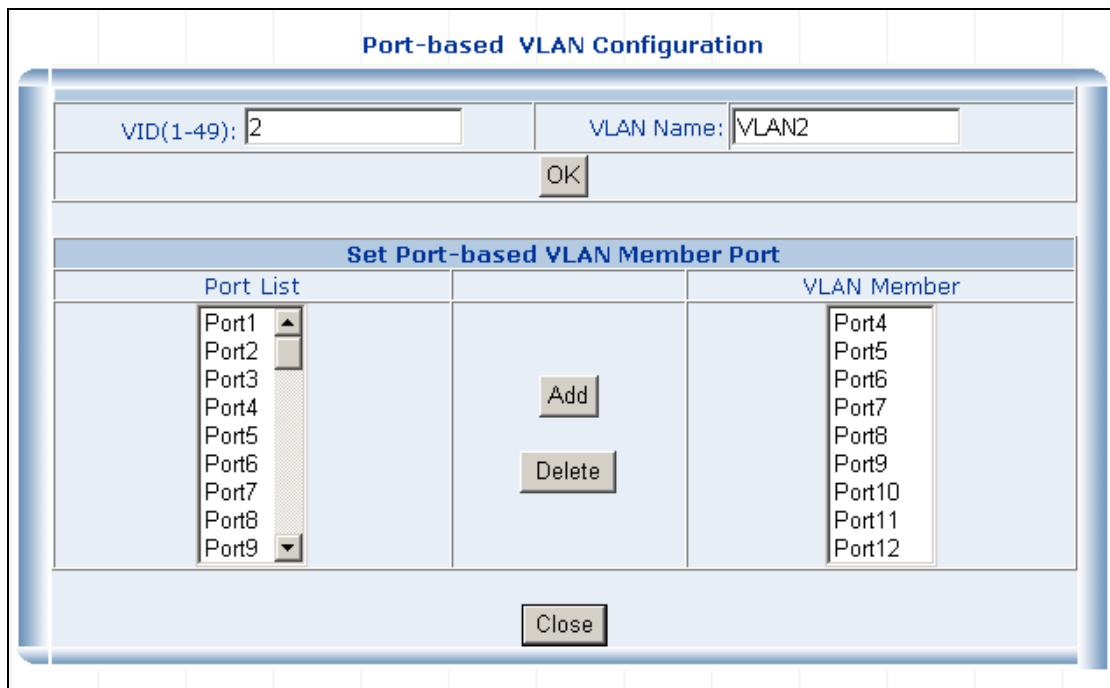 Port-based VLAN Configuration
VID(1-49): 2
VLAN Name: VLAN2
OK
Set Port-based VLAN Member Port
Port List
VLAN Member
Port1
Port2
Port3
Port4
Port5
Port6
Port7
Port8
Port9
Add
Delete
Port4
Port5
Port6
Port7
Port8
Port9
Port10
Port11
Port12
Close